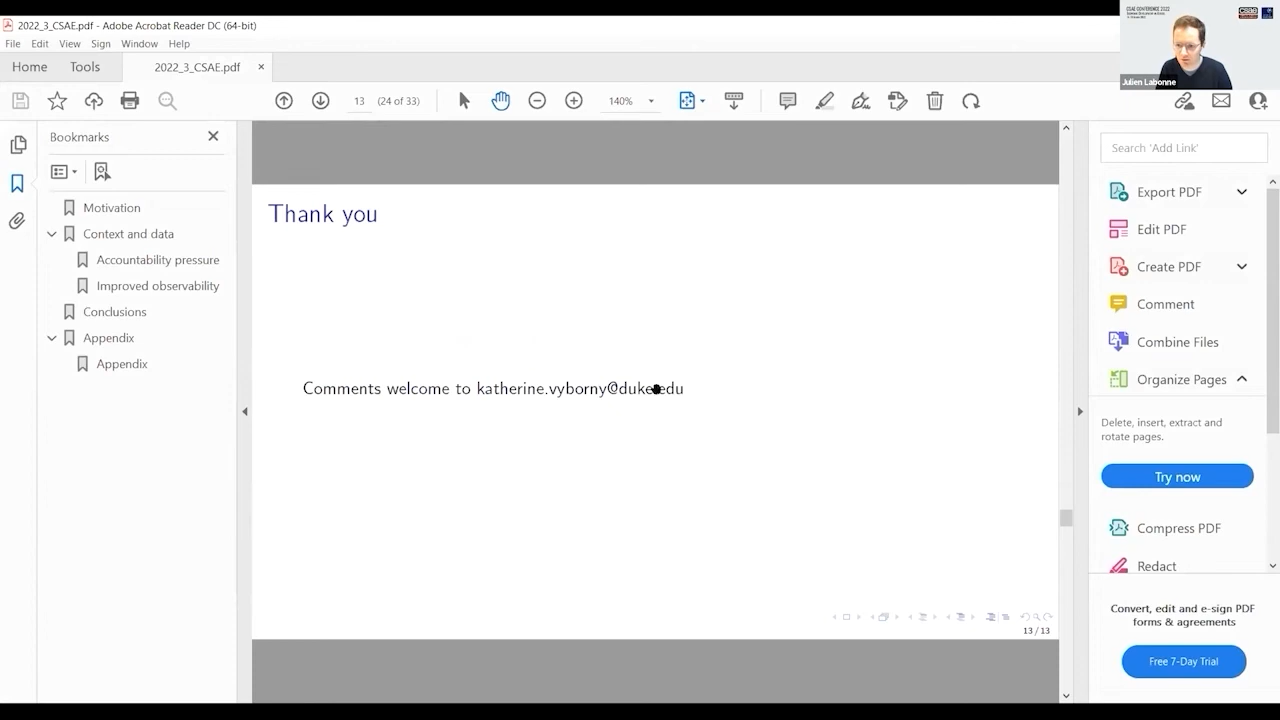 2022_3_CSAE.pdf - Adobe Acrobat Reader DC (64-bit)
File Edit View Sign Window Help
Home Tools 2022_3_CSAE.pdf
13 (24 of 33) 140%
CSAE CONFERENCE 2022
Julien Labonne
Bookmarks
Motivation
Context and data
Accountability pressure
Improved observability
Conclusions
Appendix
Appendix
Thank you
Comments welcome to katherine.vyborny@duke.edu
13 / 13
Search 'Add Link'
Export PDF
Edit PDF
Create PDF
Comment
Combine Files
Organize Pages
Delete, insert, extract and
rotate pages.
Try now
Compress PDF
Redact
Convert, edit and e-sign PDF
forms & agreements
Free 7-Day Trial